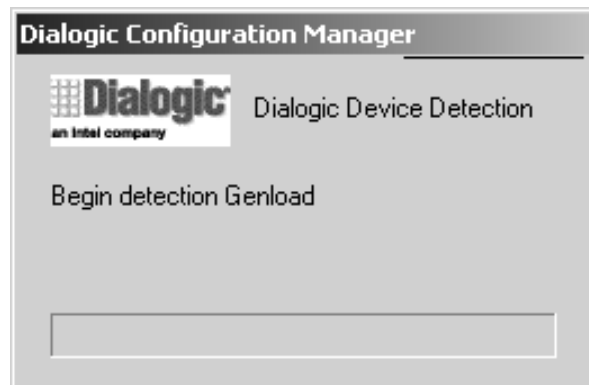 Dialogic Configuration Manager
Dialogic Dialogic Device Detection
an Intel company
Begin detection Genload